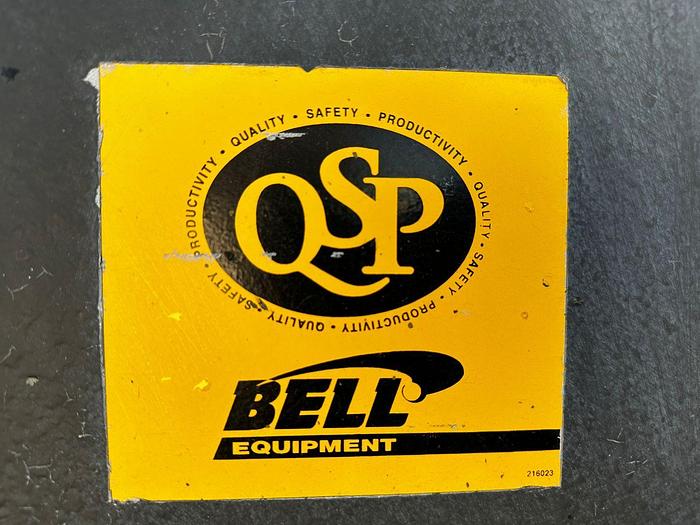 QUALITY • SAFETY • PRODUCTIVITY • QUALITY • SAFETY • PRODUCTIVITY • QUALITY • SAFETY • PRODUCTIVITY •
QSP
BELL
EQUIPMENT
216023